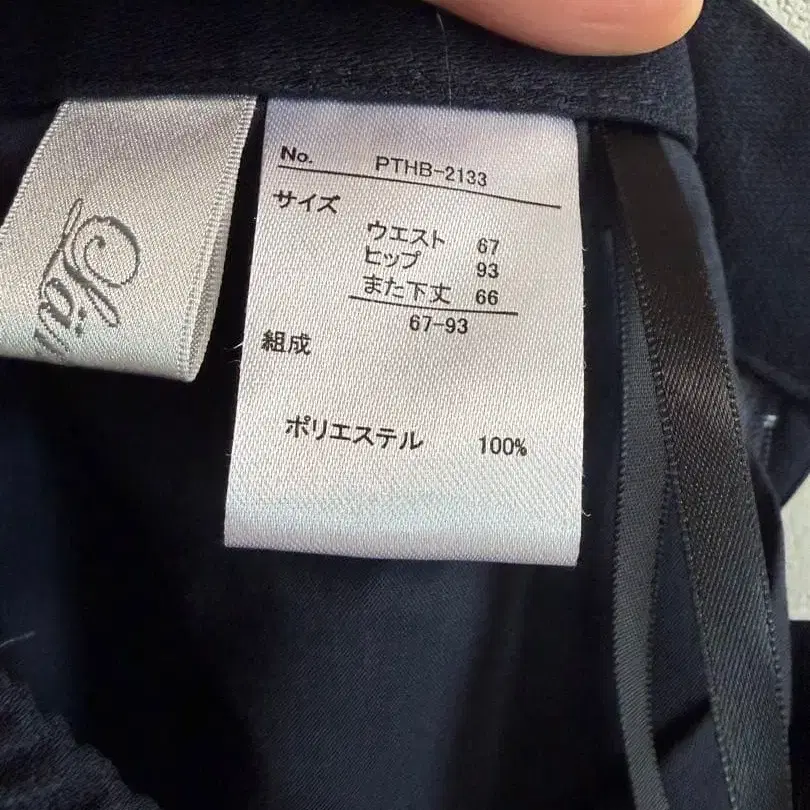 No. PTHB-2133
サイズ
ウエスト 67
ヒップ 93
また下丈 66
67-93
組成
ポリエステル 100%